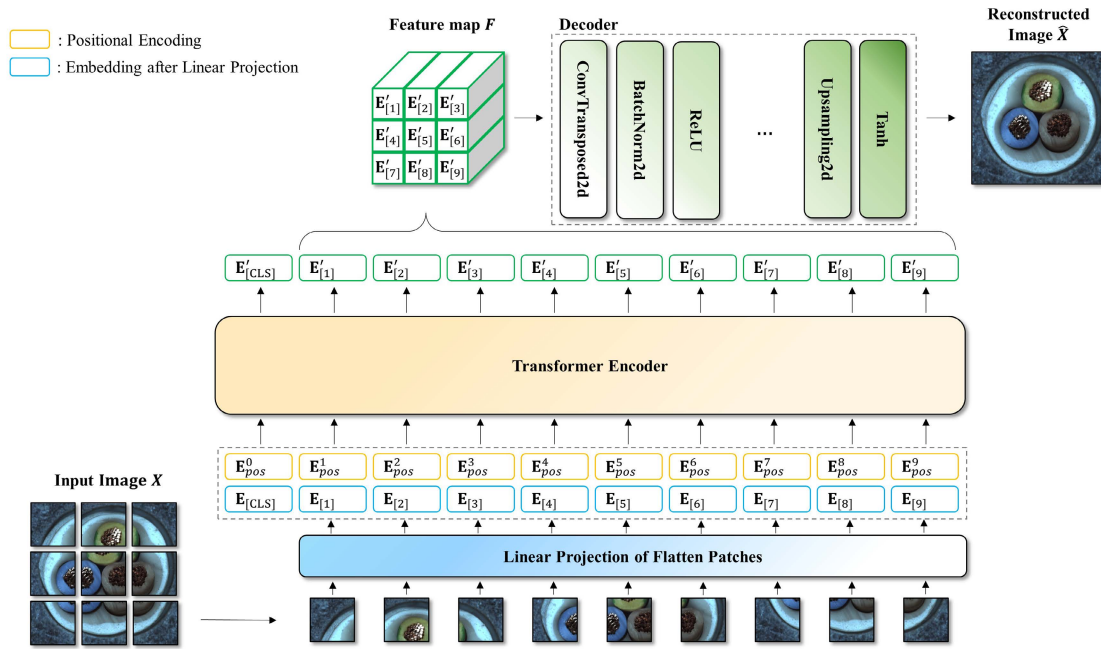 : Positional Encoding
: Embedding after Linear Projection
Feature map F
Decoder
Reconstructed
Image X̂
E′[1] E′[2] E′[3]
E′[4] E′[5] E′[6]
E′[7] E′[8] E′[9]
ConvTransposed2d
BatchNorm2d
ReLU
...
Upsampling2d
Tanh
E′[CLS] E′[1] E′[2] E′[3] E′[4] E′[5] E′[6] E′[7] E′[8] E′[9]
Transformer Encoder
E⁰pos E¹pos E²pos E³pos E⁴pos E⁵pos E⁶pos E⁷pos E⁸pos E⁹pos
E[CLS] E[1] E[2] E[3] E[4] E[5] E[6] E[7] E[8] E[9]
Input Image X
Linear Projection of Flatten Patches